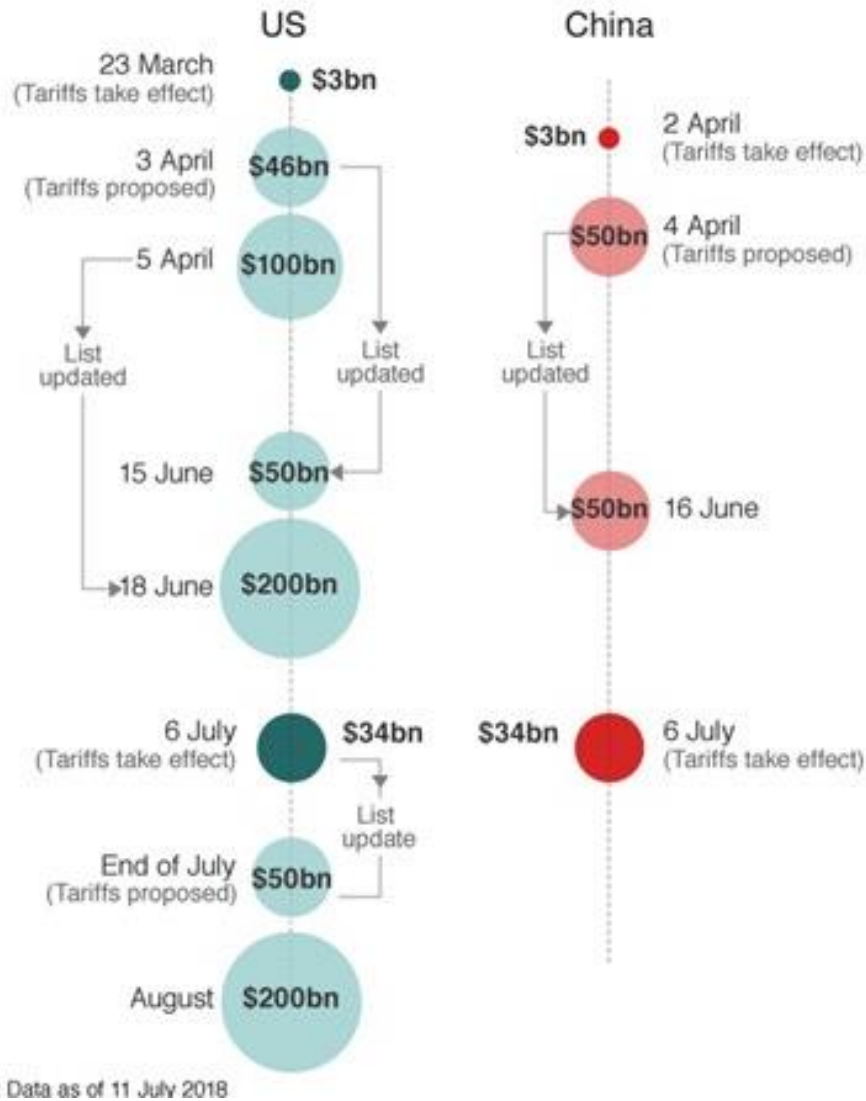 US
23 March
(Tariffs take effect)
$3bn
3 April
(Tariffs proposed)
$46bn
5 April
$100bn
List
updated
List
updated
15 June
$50bn
18 June
$200bn
6 July
(Tariffs take effect)
$34bn
List
update
End of July
(Tariffs proposed)
$50bn
August
$200bn
China
$3bn
2 April
(Tariffs take effect)
$50bn
4 April
(Tariffs proposed)
List
updated
$50bn
16 June
$34bn
6 July
(Tariffs take effect)
: Data as of 11 July 2018